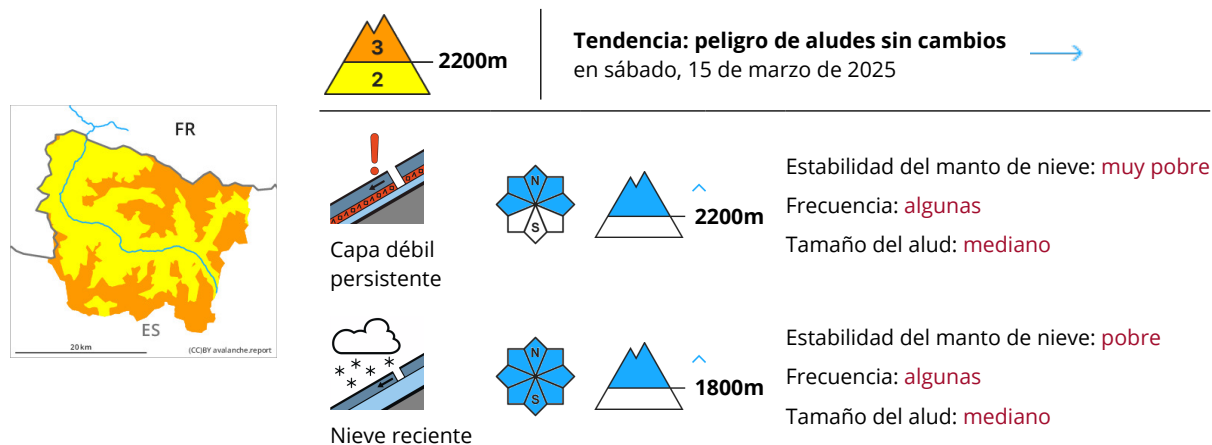 3
2
2200m
Tendencia: peligro de aludes sin cambios
en sábado, 15 de marzo de 2025
FR
ES
20 km
(CC)BY avalanche.report
N
S
2200m
Capa débil
persistente
Estabilidad del manto de nieve: muy pobre
Frecuencia: algunas
Tamaño del alud: mediano
N
S
1800m
Nieve reciente
Estabilidad del manto de nieve: pobre
Frecuencia: algunas
Tamaño del alud: mediano